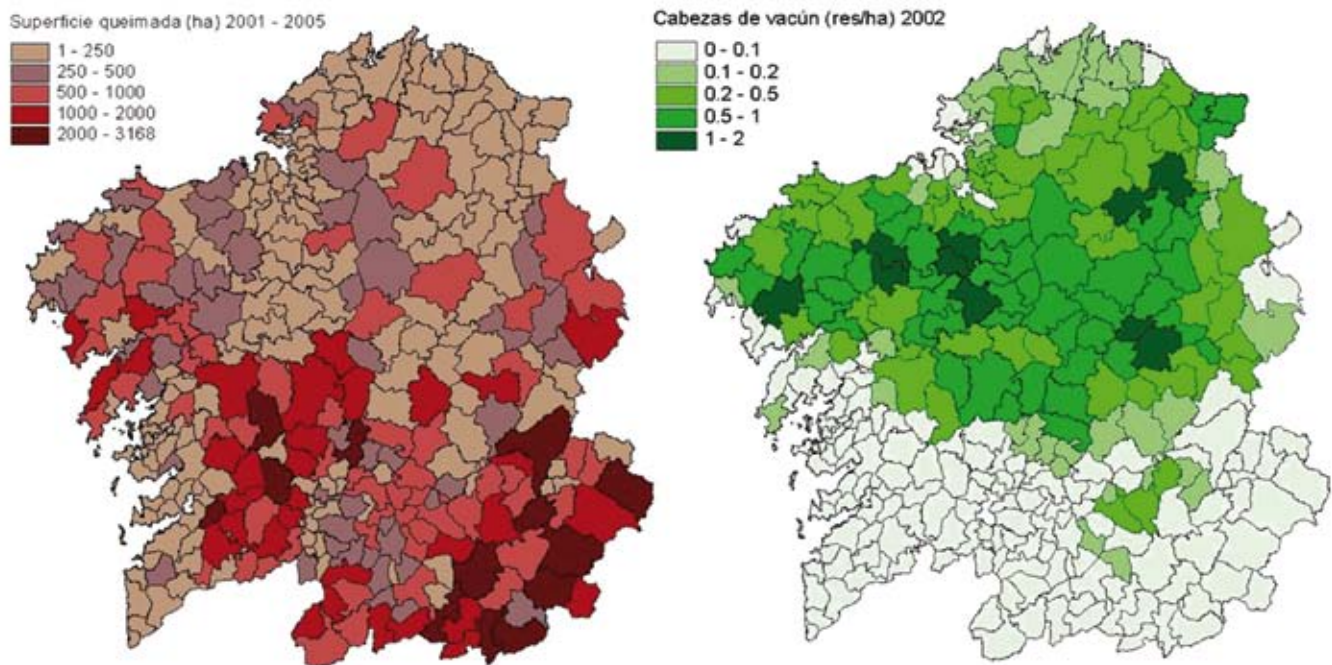 Superficie queimada (ha) 2001 - 2005
1 - 250
250 - 500
500 - 1000
1000 - 2000
2000 - 3168
Cabezas de vacún (res/ha) 2002
0 - 0.1
0.1 - 0.2
0.2 - 0.5
0.5 - 1
1 - 2